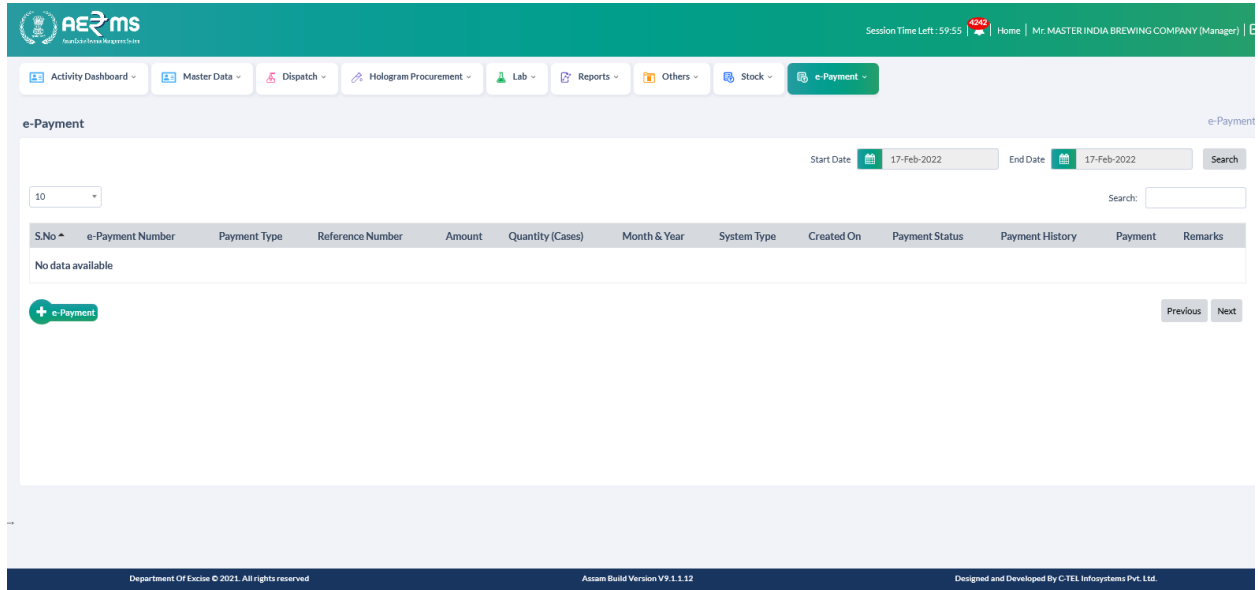 AERMS
Session Time Left : 59:55 | 4242 | Home | Mr. MASTER INDIA BREWING COMPANY (Manager) |
Activity Dashboard Master Data Dispatch Hologram Procurement Lab Reports Others Stock e-Payment
e-Payment e-Payment
Start Date 17-Feb-2022 End Date 17-Feb-2022 Search
10 Search:
S.No e-Payment Number Payment Type Reference Number Amount Quantity (Cases) Month & Year System Type Created On Payment Status Payment History Payment Remarks
No data available
+ e-Payment Previous Next
Department Of Excise © 2021. All rights reserved Assam Build Version V9.1.1.12 Designed and Developed By C-TEL Infosystems Pvt. Ltd.